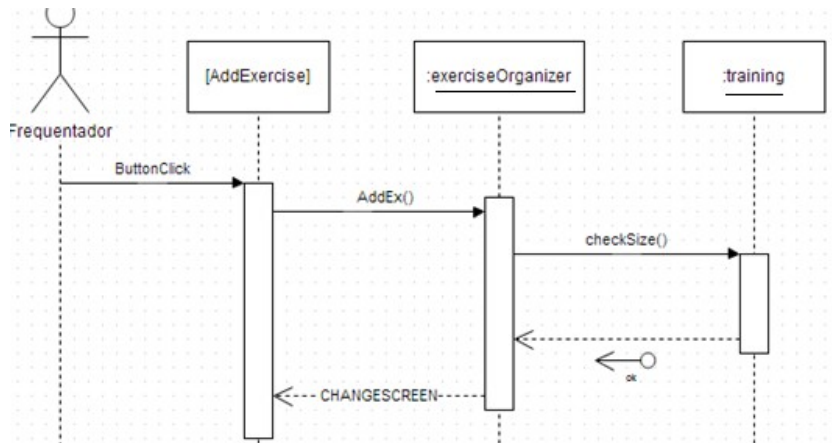 [AddExercise]
:exerciseOrganizer
:training
Frequentador
ButtonClick
AddEx()
checkSize()
ok
CHANGESCREEN